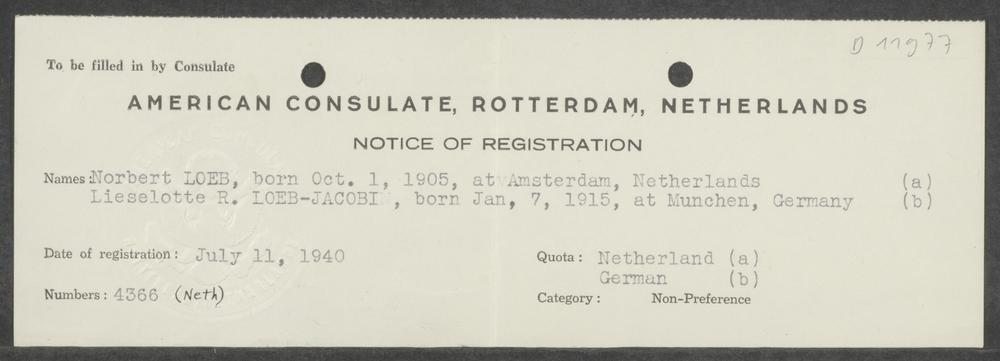 D 11977
To be filled in by Consulate
AMERICAN CONSULATE, ROTTERDAM, NETHERLANDS
NOTICE OF REGISTRATION
Names: Norbert LOEB, born Oct. 1, 1905, at Amsterdam, Netherlands (a)
Lieselotte R. LOEB-JACOBI , born Jan, 7, 1915, at Munchen, Germany (b)
Date of registration: July 11, 1940
Quota: Netherland (a)
German (b)
Numbers: 4366 (Neth)
Category: Non-Preference